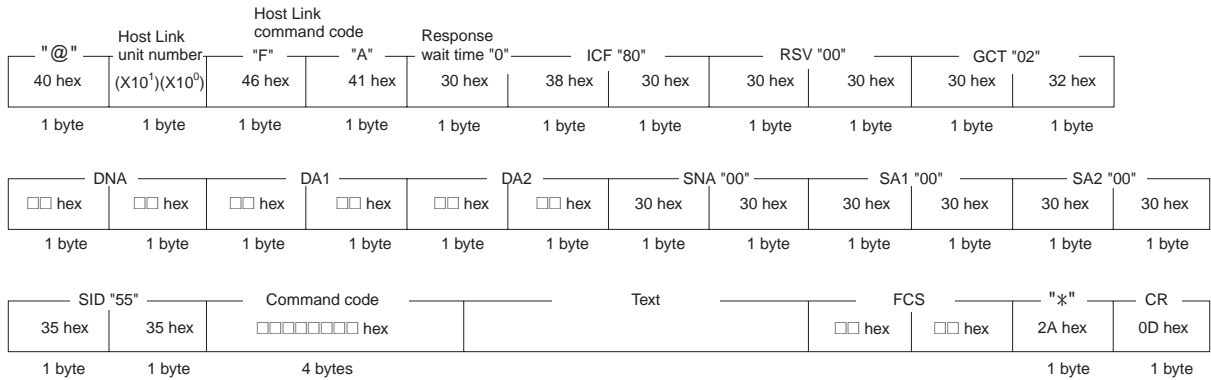 Host Link
command code
Host Link
unit number
Response
wait time "0"
"@" "F" "A" ICF "80" RSV "00" GCT "02"
40 hex (X10¹)(X10⁰) 46 hex 41 hex 30 hex 38 hex 30 hex 30 hex 30 hex 30 hex 32 hex
1 byte 1 byte 1 byte 1 byte 1 byte 1 byte 1 byte 1 byte 1 byte 1 byte 1 byte
DNA DA1 DA2 SNA "00" SA1 "00" SA2 "00"
□□ hex □□ hex □□ hex □□ hex □□ hex □□ hex 30 hex 30 hex 30 hex 30 hex 30 hex 30 hex
1 byte 1 byte 1 byte 1 byte 1 byte 1 byte 1 byte 1 byte 1 byte 1 byte 1 byte 1 byte
SID "55" Command code Text FCS "*" CR
35 hex 35 hex □□□□□□□□ hex □□ hex □□ hex 2A hex 0D hex
1 byte 1 byte 4 bytes 1 byte 1 byte